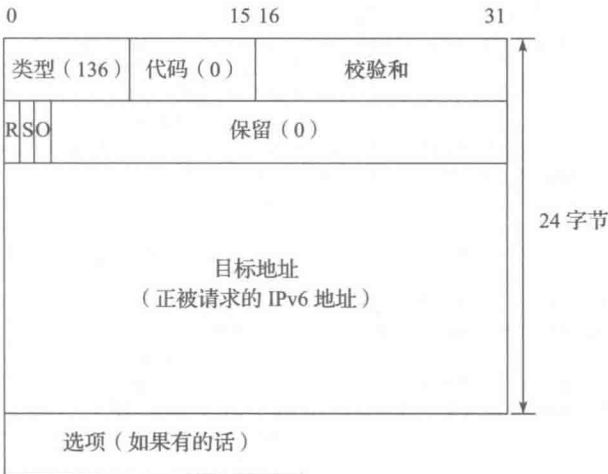 0 15 16 31
类型（136） 代码（0） 校验和
R S O 保留（0）
24 字节
目标地址
（正被请求的 IPv6 地址）
选项（如果有的话）